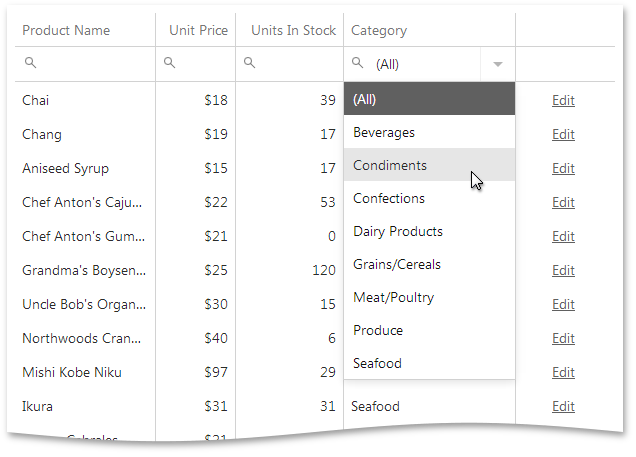 Product Name Unit Price Units In Stock Category
(All)
Chai $18 39 (All) Edit
Chang $19 17 Beverages Edit
Aniseed Syrup $15 17 Condiments Edit
Chef Anton's Caju... $22 53 Confections Edit
Chef Anton's Gum... $21 0 Dairy Products Edit
Grandma's Boysen... $25 120 Grains/Cereals Edit
Uncle Bob's Organ... $30 15 Meat/Poultry Edit
Northwoods Cran... $40 6 Produce Edit
Mishi Kobe Niku $97 29 Seafood Edit
Ikura $31 31 Seafood Edit